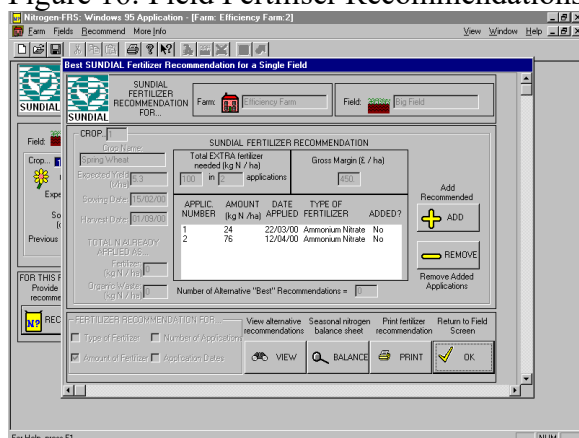 Figure 10. Field Fertiliser Recommendations
Nitrogen-FRS: Windows 95 Application - [Farm: Efficiency Farm:2]
Farm Fields Recommend More Info View Window Help
Best SUNDIAL Fertilizer Recommendation for a Single Field
SUNDIAL
SUNDIAL FERTILIZER RECOMMENDATION FOR...
Farm: Efficiency Farm
Field: Big Field
SUNDIAL
Field:
Crop...
Expe
So
(c
Previous
FOR THIS F
Provide
recomme
N? REC
CROP: 1
Crop Name:
Spring Wheat
Expected Yield (t/ha) 5.3
Sowing Date: 15/02/00
Harvest Date: 01/09/00
TOTAL N ALREADY APPLIED AS...
Fertilizer (kg N / ha) 0
Organic Waste (kg N / ha) 0
SUNDIAL FERTILIZER RECOMMENDATION
Total EXTRA fertilizer needed (kg N / ha)
100 in 2 applications
Gross Margin (£ / ha)
450.
APPLIC. NUMBER AMOUNT (kg N /ha) DATE APPLIED TYPE OF FERTILIZER ADDED?
1 24 22/03/00 Ammonium Nitrate No
2 76 12/04/00 Ammonium Nitrate No
Number of Alternative "Best" Recommendations = 0
Add Recommended
ADD
REMOVE
Remove Added Applications
FERTILIZER RECOMMENDATION FOR...
Type of Fertilizer Number of Applications
Amount of Fertilizer Application Dates
View alternative recommendations
VIEW
Seasonal nitrogen balance sheet
BALANCE
Print fertilizer recommendation
PRINT
Return to Field Screen
OK
For Help, press F1
NUM